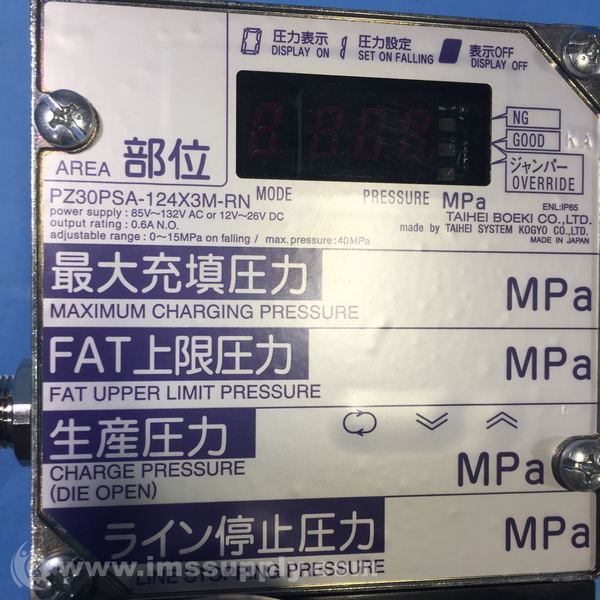 圧力表示 圧力設定 表示OFF
DISPLAY ON SET ON FALLING DISPLAY OFF
NG
GOOD
ジャンパー
OVERRIDE
AREA 部位
MODE PRESSURE MPa
ENL:IP65
PZ30PSA-124X3M-RN
power supply : 85V~132V AC or 12V~26V DC
output rating : 0.6A N.O.
adjustable range : 0~15MPa on falling / max.pressure:40MPa
TAIHEI BOEKI CO.,LTD.
made by TAIHEI SYSTEM KOGYO CO.,LTD.
MADE IN JAPAN
最大充填圧力 MPa
MAXIMUM CHARGING PRESSURE
FAT上限圧力 MPa
FAT UPPER LIMIT PRESSURE
生産圧力
CHARGE PRESSURE MPa
(DIE OPEN)
ライン停止圧力 MPa
LINE STOPPING PRESSURE
www.imssupply.com